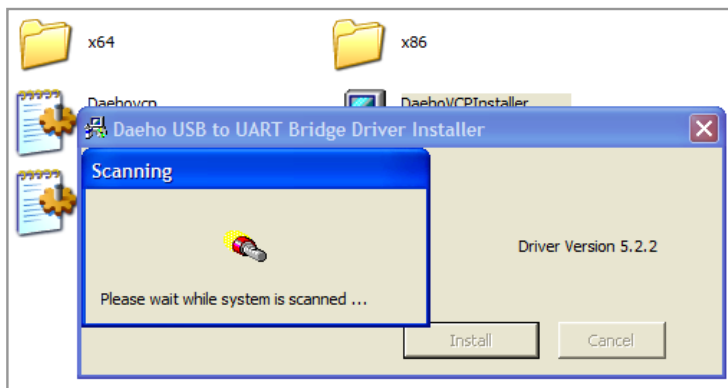 x64
x86
Daehovcp
DaehoVCPInstaller
Daeho USB to UART Bridge Driver Installer
Scanning
Driver Version 5.2.2
Please wait while system is scanned ...
Install
Cancel